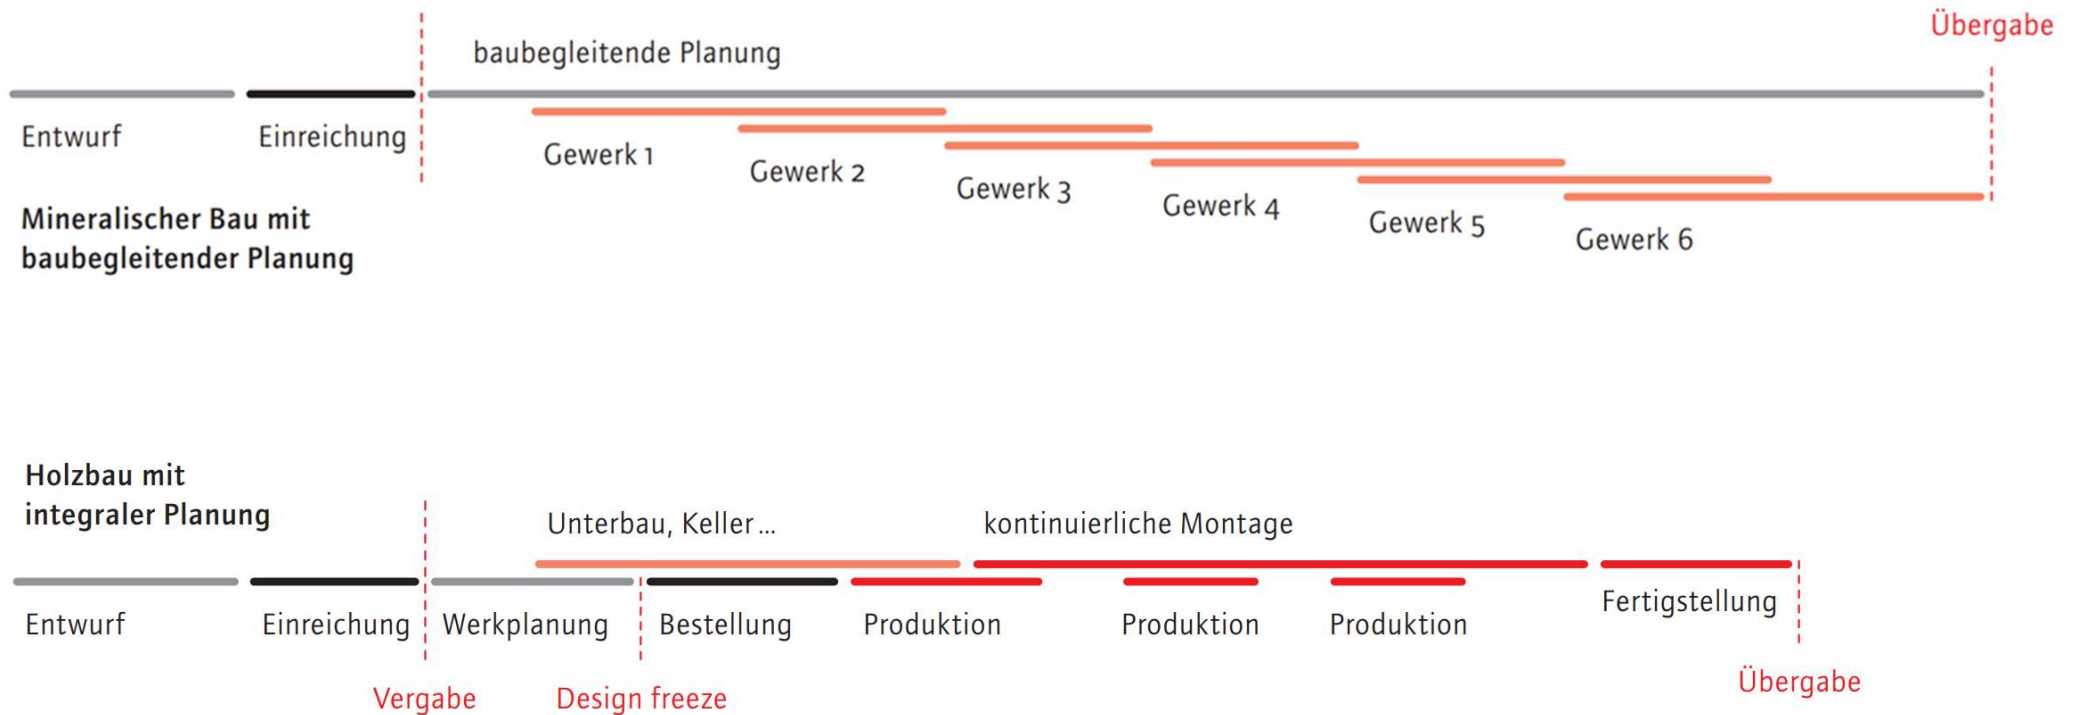 Übergabe
baubegleitende Planung
Entwurf
Einreichung
Gewerk 1
Gewerk 2
Gewerk 3
Gewerk 4
Gewerk 5
Gewerk 6
Mineralischer Bau mit
baubegleitender Planung
Holzbau mit
integraler Planung
Unterbau, Keller ...
kontinuierliche Montage
Entwurf
Einreichung
Werkplanung
Bestellung
Produktion
Produktion
Produktion
Fertigstellung
Vergabe
Design freeze
Übergabe